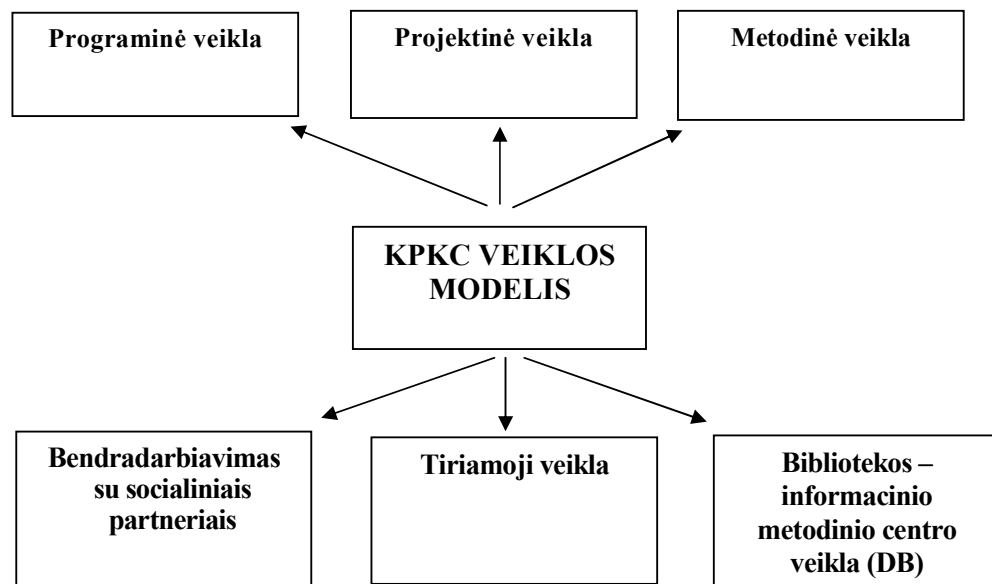 Programinė veikla
Projektinė veikla
Metodinė veikla
KPKC VEIKLOS
MODELIS
Bendradarbiavimas
su socialiniais
partneriais
Tiriamoji veikla
Bibliotekos –
informacinio
metodinio centro
veikla (DB)